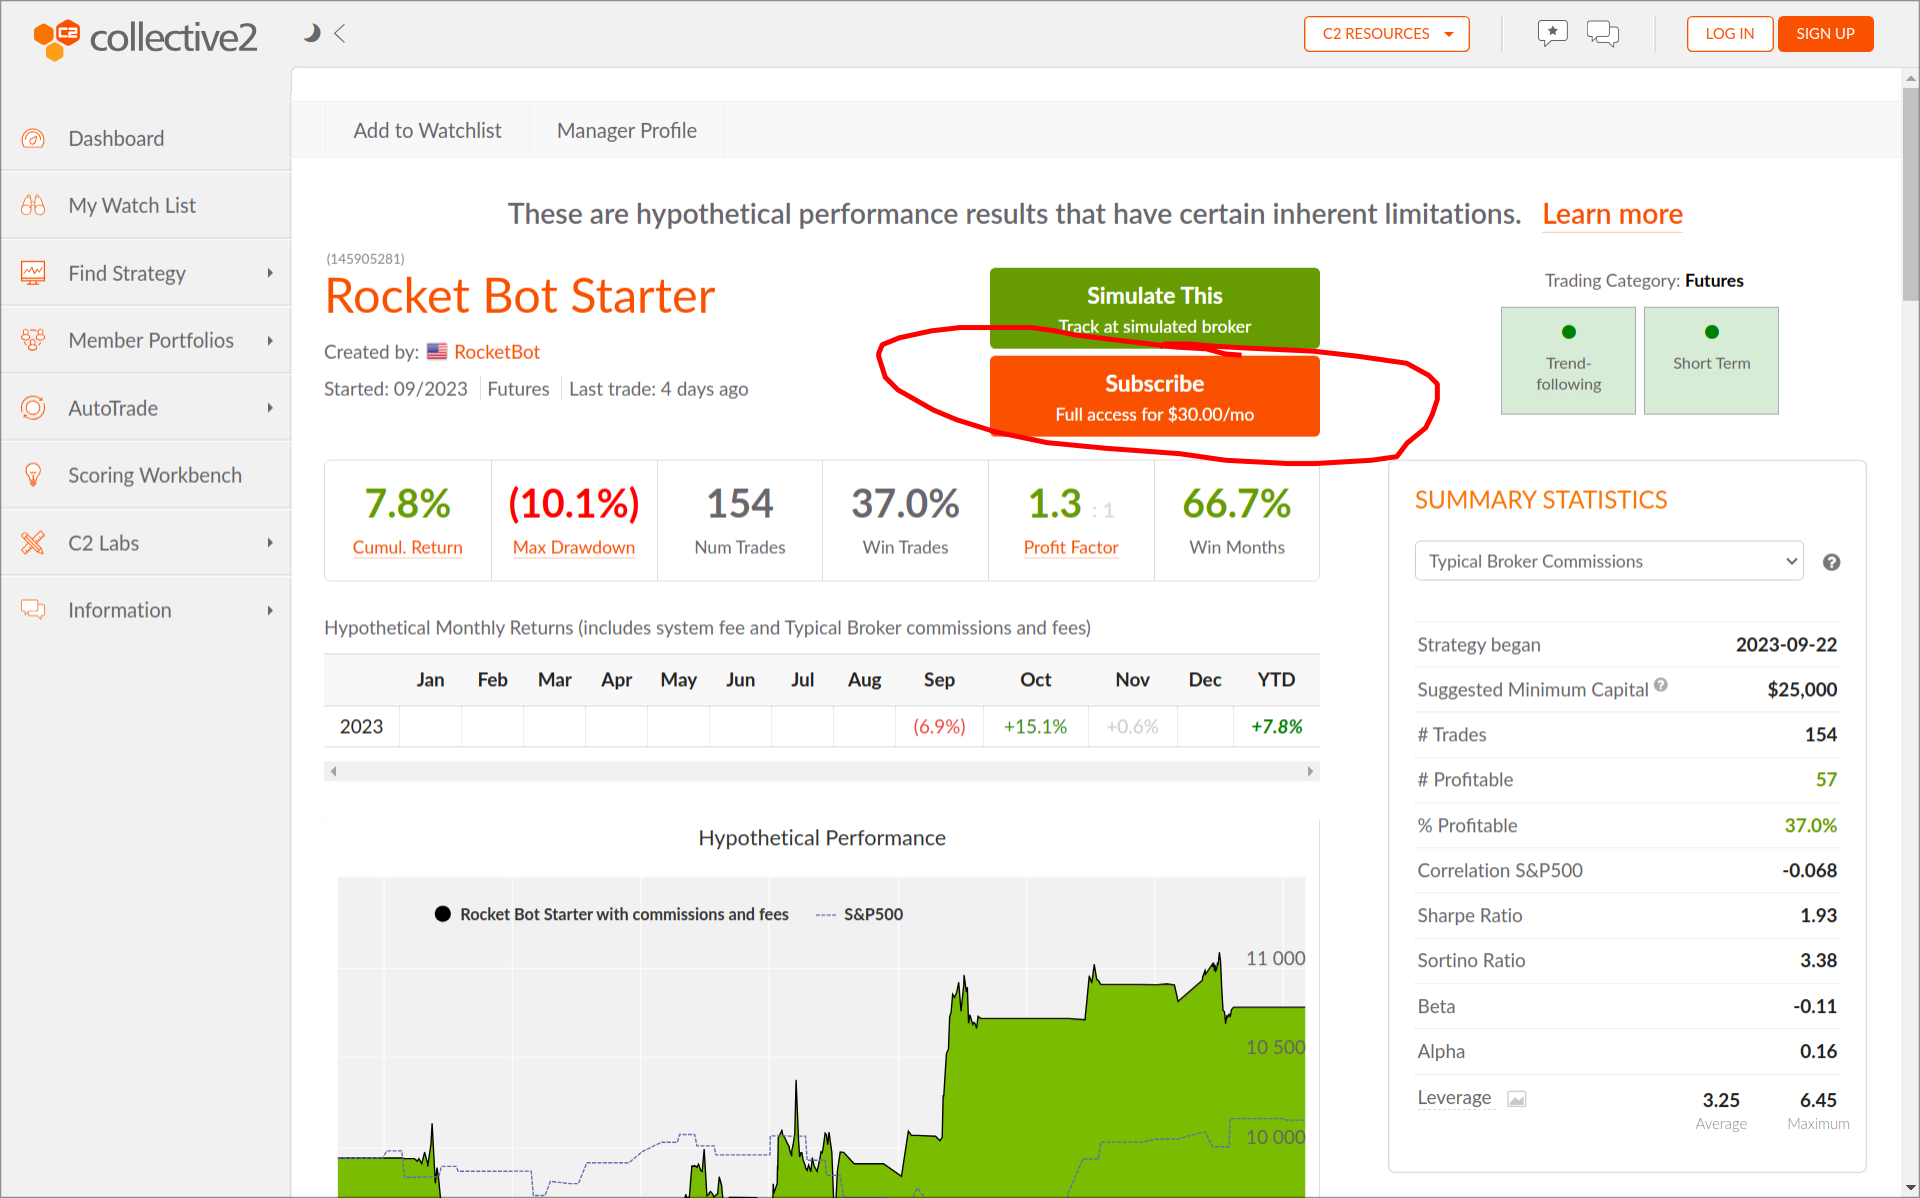 C2 collective2
C2 RESOURCES
LOG IN
SIGN UP
Dashboard
My Watch List
Find Strategy
Member Portfolios
AutoTrade
Scoring Workbench
C2 Labs
Information
Add to Watchlist
Manager Profile
These are hypothetical performance results that have certain inherent limitations. Learn more
(145905281)
Rocket Bot Starter
Created by: RocketBot
Started: 09/2023 Futures Last trade: 4 days ago
Simulate This
Track at simulated broker
Subscribe
Full access for $30.00/mo
Trading Category: Futures
Trend-
following
Short Term
7.8%
Cumul. Return
(10.1%)
Max Drawdown
154
Num Trades
37.0%
Win Trades
1.3 : 1
Profit Factor
66.7%
Win Months
Hypothetical Monthly Returns (includes system fee and Typical Broker commissions and fees)
Jan Feb Mar Apr May Jun Jul Aug Sep Oct Nov Dec YTD
2023 (6.9%) +15.1% +0.6% +7.8%
Hypothetical Performance
Rocket Bot Starter with commissions and fees S&P500
11 000
10 500
10 000
SUMMARY STATISTICS
Typical Broker Commissions
?
Strategy began 2023-09-22
Suggested Minimum Capital ? $25,000
# Trades 154
# Profitable 57
% Profitable 37.0%
Correlation S&P500 -0.068
Sharpe Ratio 1.93
Sortino Ratio 3.38
Beta -0.11
Alpha 0.16
Leverage 3.25 6.45
Average Maximum